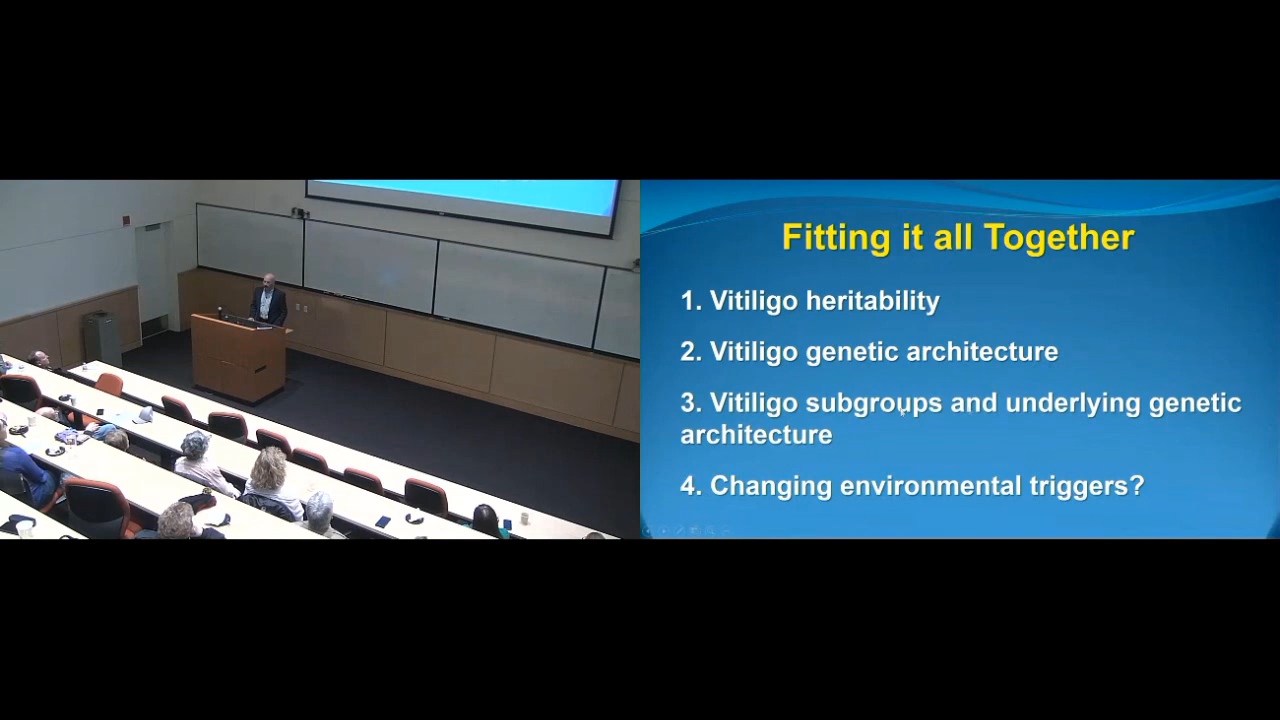 Fitting it all Together
1. Vitiligo heritability
2. Vitiligo genetic architecture
3. Vitiligo subgroups and underlying genetic
architecture
4. Changing environmental triggers?